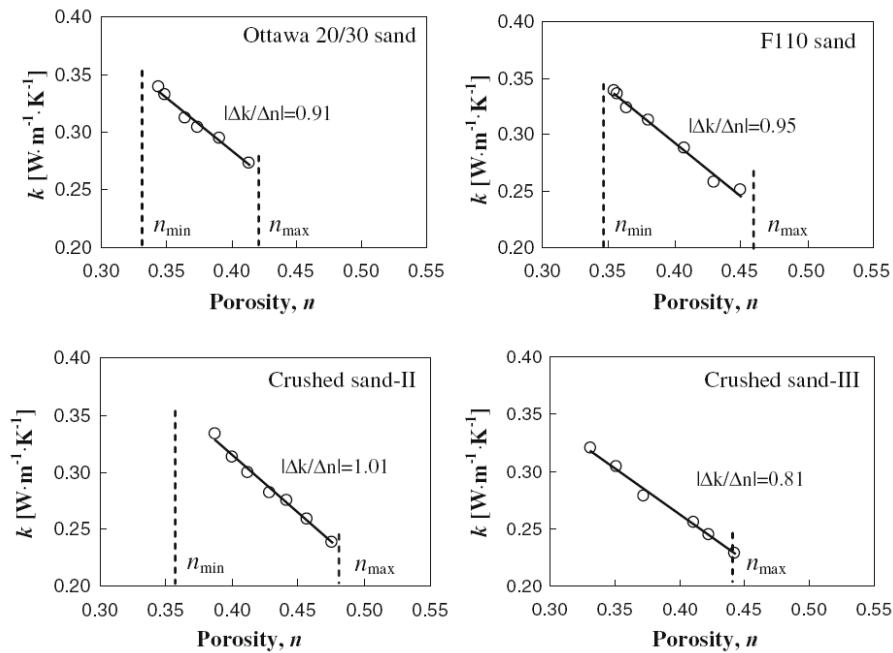 Ottawa 20/30 sand
k [W·m⁻¹·K⁻¹]
0.40
0.35
0.30
0.25
0.20
|Δk/Δn|=0.91
n_min
n_max
0.30 0.35 0.40 0.45 0.50 0.55
Porosity, n
F110 sand
k [W·m⁻¹·K⁻¹]
0.40
0.35
0.30
0.25
0.20
|Δk/Δn|=0.95
n_min
n_max
0.30 0.35 0.40 0.45 0.50 0.55
Porosity, n
Crushed sand-II
k [W·m⁻¹·K⁻¹]
0.40
0.35
0.30
0.25
0.20
|Δk/Δn|=1.01
n_min
n_max
0.30 0.35 0.40 0.45 0.50 0.55
Porosity, n
Crushed sand-III
k [W·m⁻¹·K⁻¹]
0.40
0.35
0.30
0.25
0.20
|Δk/Δn|=0.81
n_max
0.30 0.35 0.40 0.45 0.50 0.55
Porosity, n